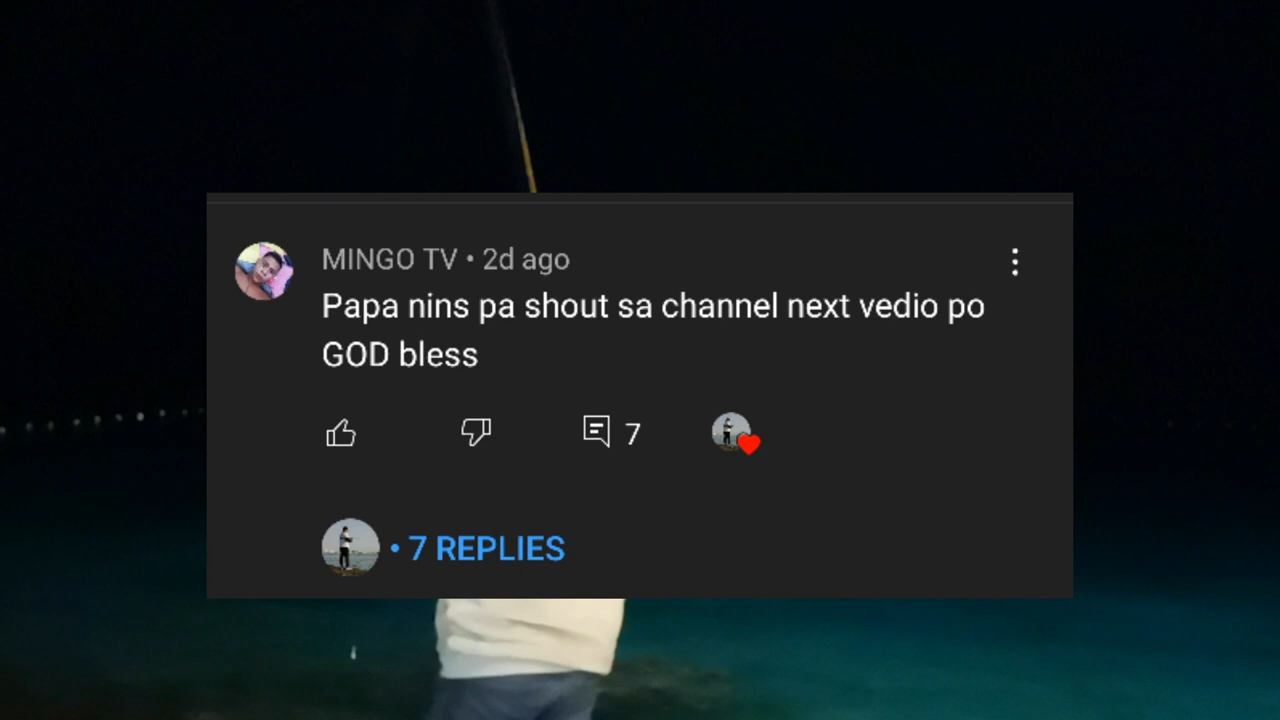 MINGO TV • 2d ago
Papa nins pa shout sa channel next vedio po
GOD bless
7
• 7 REPLIES